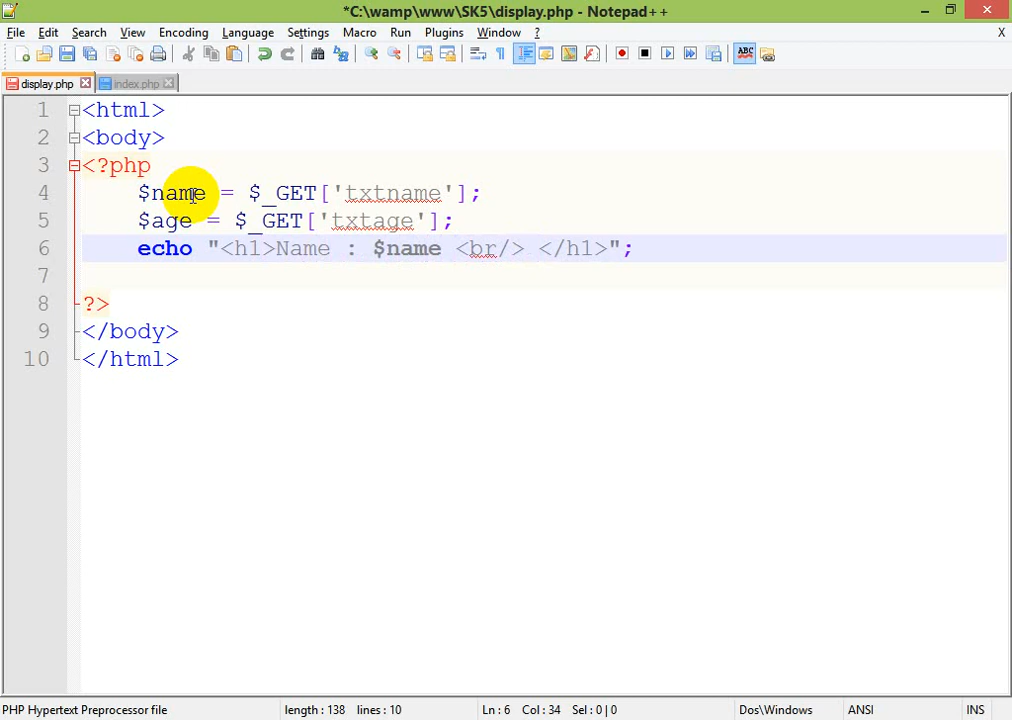 *C:\wamp\www\SK5\display.php - Notepad++
File Edit Search View Encoding Language Settings Macro Run Plugins Window ? X
display.php index.php
1 <html>
2 <body>
3 <?php
4 $name = $_GET['txtname'];
5 $age = $_GET['txtage'];
6 echo "<h1>Name : $name <br/> </h1>";
7
8 ?>
9 </body>
10 </html>
PHP Hypertext Preprocessor file length : 138 lines : 10 Ln : 6 Col : 34 Sel : 0 | 0 Dos\Windows ANSI INS